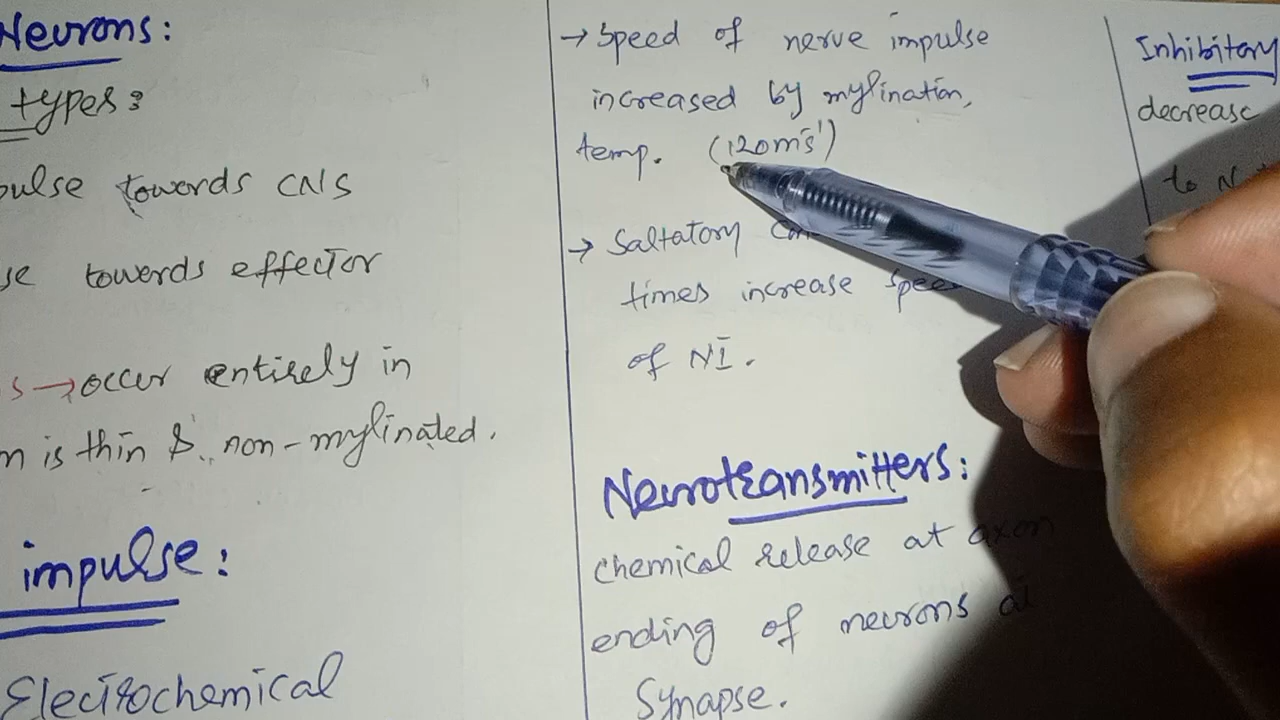 Neurons:
types:
pulse towards CNS
se towards effector
s → occur entirely in
n is thin & non-mylinated.
impulse:
Electrochemical
→ Speed of nerve impulse
increased by mylination,
temp. (120ms⁻¹)
→ Saltatory
times increase
of NI.
Neurotransmitters:
chemical release at axon
ending of neurons at
Synapse.
Inhibitory
decrease
to